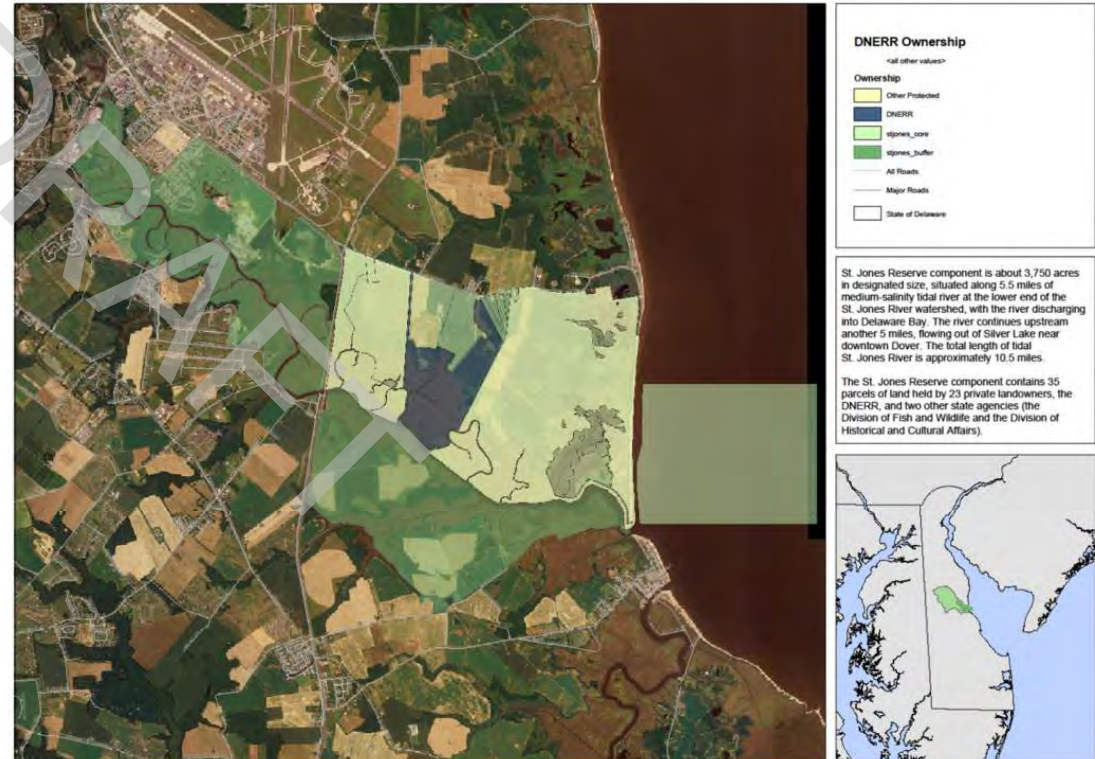 DRAFT
DNERR Ownership
<all other values>
Ownership
Other Protected
DNERR
stjones_core
stjones_buffer
All Roads
Major Roads
State of Delaware
St. Jones Reserve component is about 3,750 acres
in designated size, situated along 5.5 miles of
medium-salinity tidal river at the lower end of the
St. Jones River watershed, with the river discharging
into Delaware Bay. The river continues upstream
another 5 miles, flowing out of Silver Lake near
downtown Dover. The total length of tidal
St. Jones River is approximately 10.5 miles.
The St. Jones Reserve component contains 35
parcels of land held by 23 private landowners, the
DNERR, and two other state agencies (the
Division of Fish and Wildlife and the Division of
Historical and Cultural Affairs).